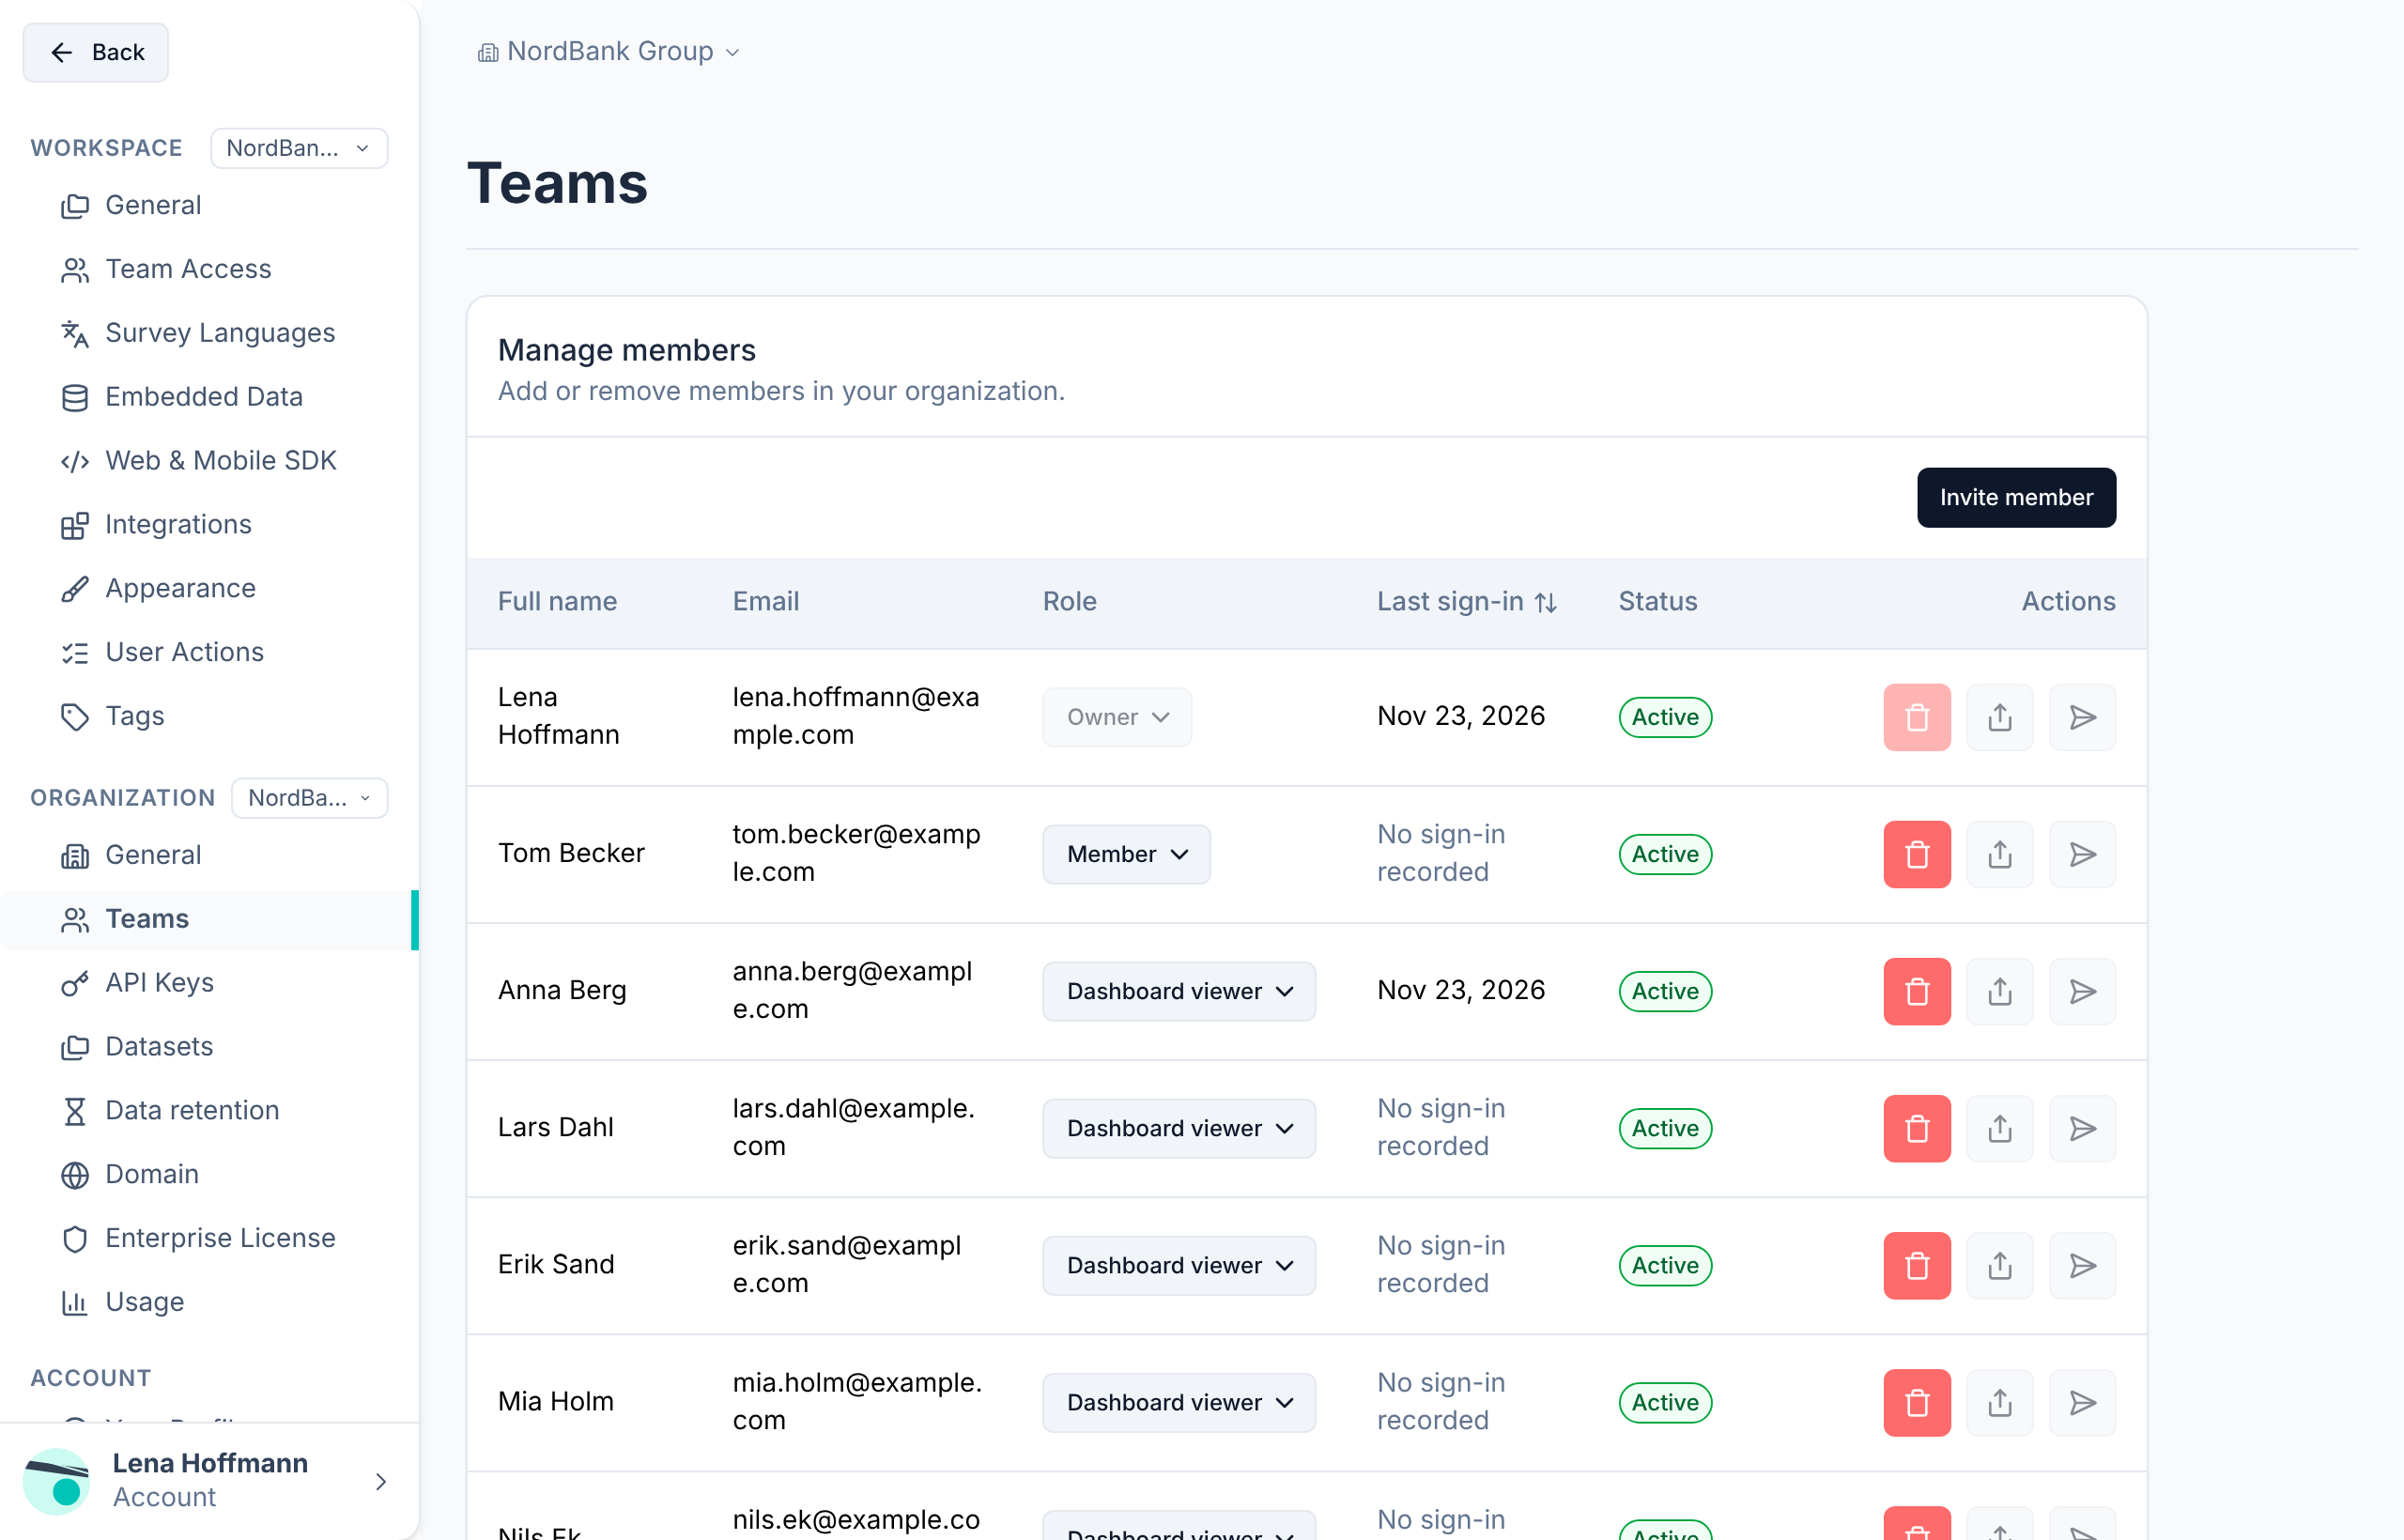 Back
WORKSPACE
NordBan...
General
Team Access
Survey Languages
Embedded Data
Web & Mobile SDK
Integrations
Appearance
User Actions
Tags
ORGANIZATION
NordBa...
General
Teams
API Keys
Datasets
Data retention
Domain
Enterprise License
Usage
ACCOUNT
Lena Hoffmann
Account
NordBank Group
Teams
Manage members
Add or remove members in your organization.
Invite member
Full name Email Role Last sign-in Status Actions
Lena
Hoffmann
lena.hoffmann@exa
mple.com
Owner
Nov 23, 2026
Active
Tom Becker
tom.becker@examp
le.com
Member
No sign-in
recorded
Active
Anna Berg
anna.berg@exampl
e.com
Dashboard viewer
Nov 23, 2026
Active
Lars Dahl
lars.dahl@example.
com
Dashboard viewer
No sign-in
recorded
Active
Erik Sand
erik.sand@exampl
e.com
Dashboard viewer
No sign-in
recorded
Active
Mia Holm
mia.holm@example.
com
Dashboard viewer
No sign-in
recorded
Active
Nils Ek
nils.ek@example.co
Dashboard viewer
No sign-in
Active